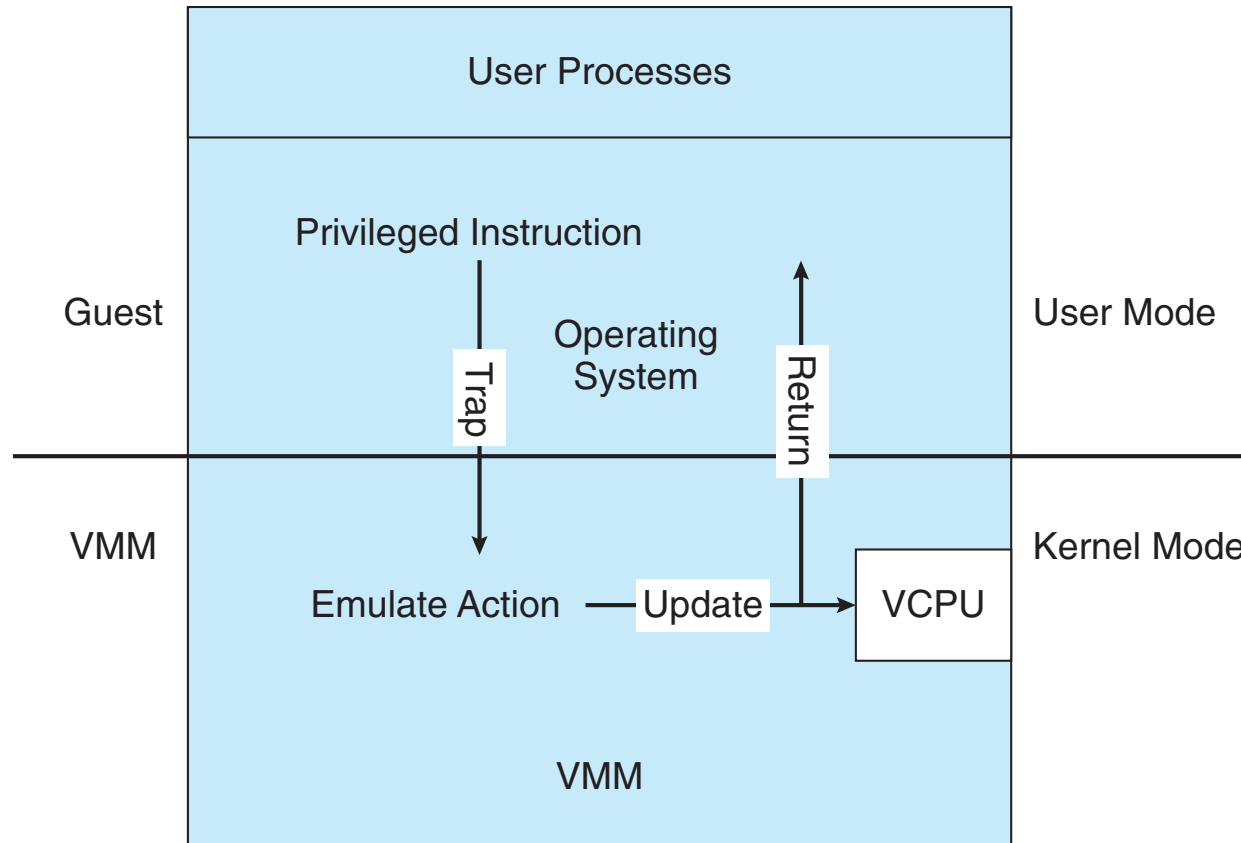 User Processes
Privileged Instruction
Guest
User Mode
Operating
System
Trap
Return
VMM
Kernel Mode
Emulate Action
Update
VCPU
VMM